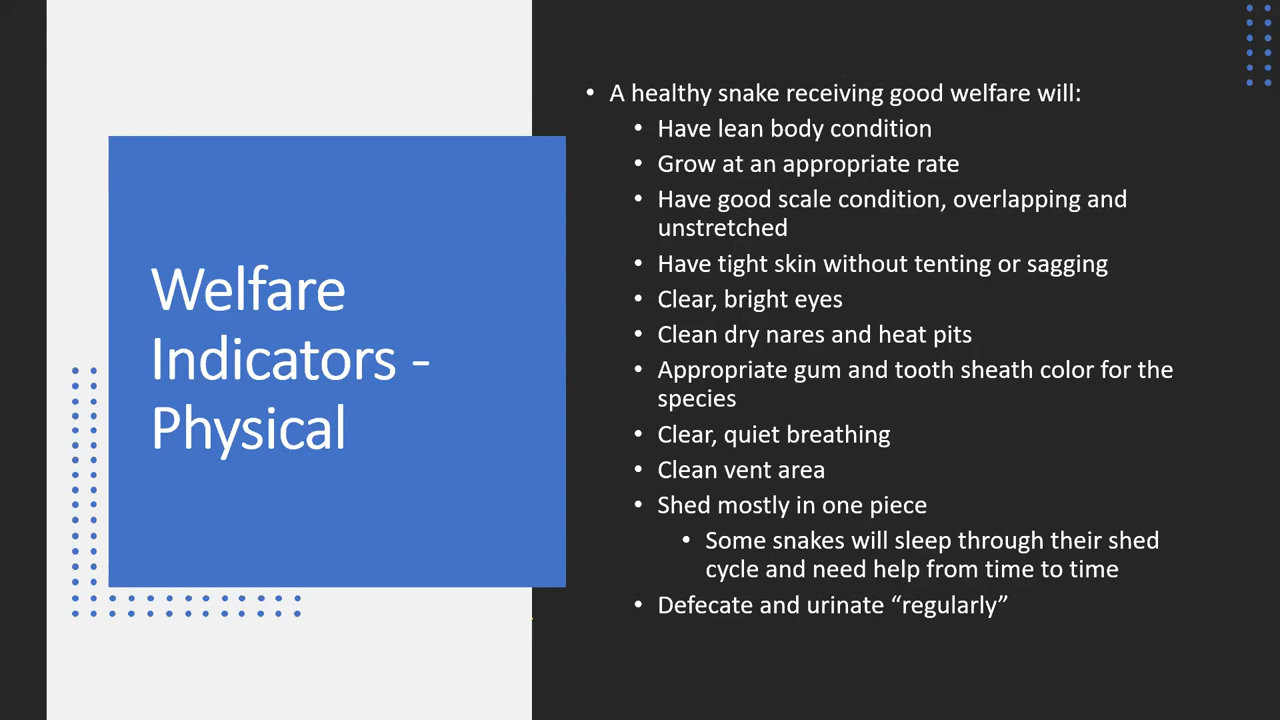 Welfare
Indicators -
Physical
• A healthy snake receiving good welfare will:
• Have lean body condition
• Grow at an appropriate rate
• Have good scale condition, overlapping and
unstretched
• Have tight skin without tenting or sagging
• Clear, bright eyes
• Clean dry nares and heat pits
• Appropriate gum and tooth sheath color for the
species
• Clear, quiet breathing
• Clean vent area
• Shed mostly in one piece
• Some snakes will sleep through their shed
cycle and need help from time to time
• Defecate and urinate “regularly”